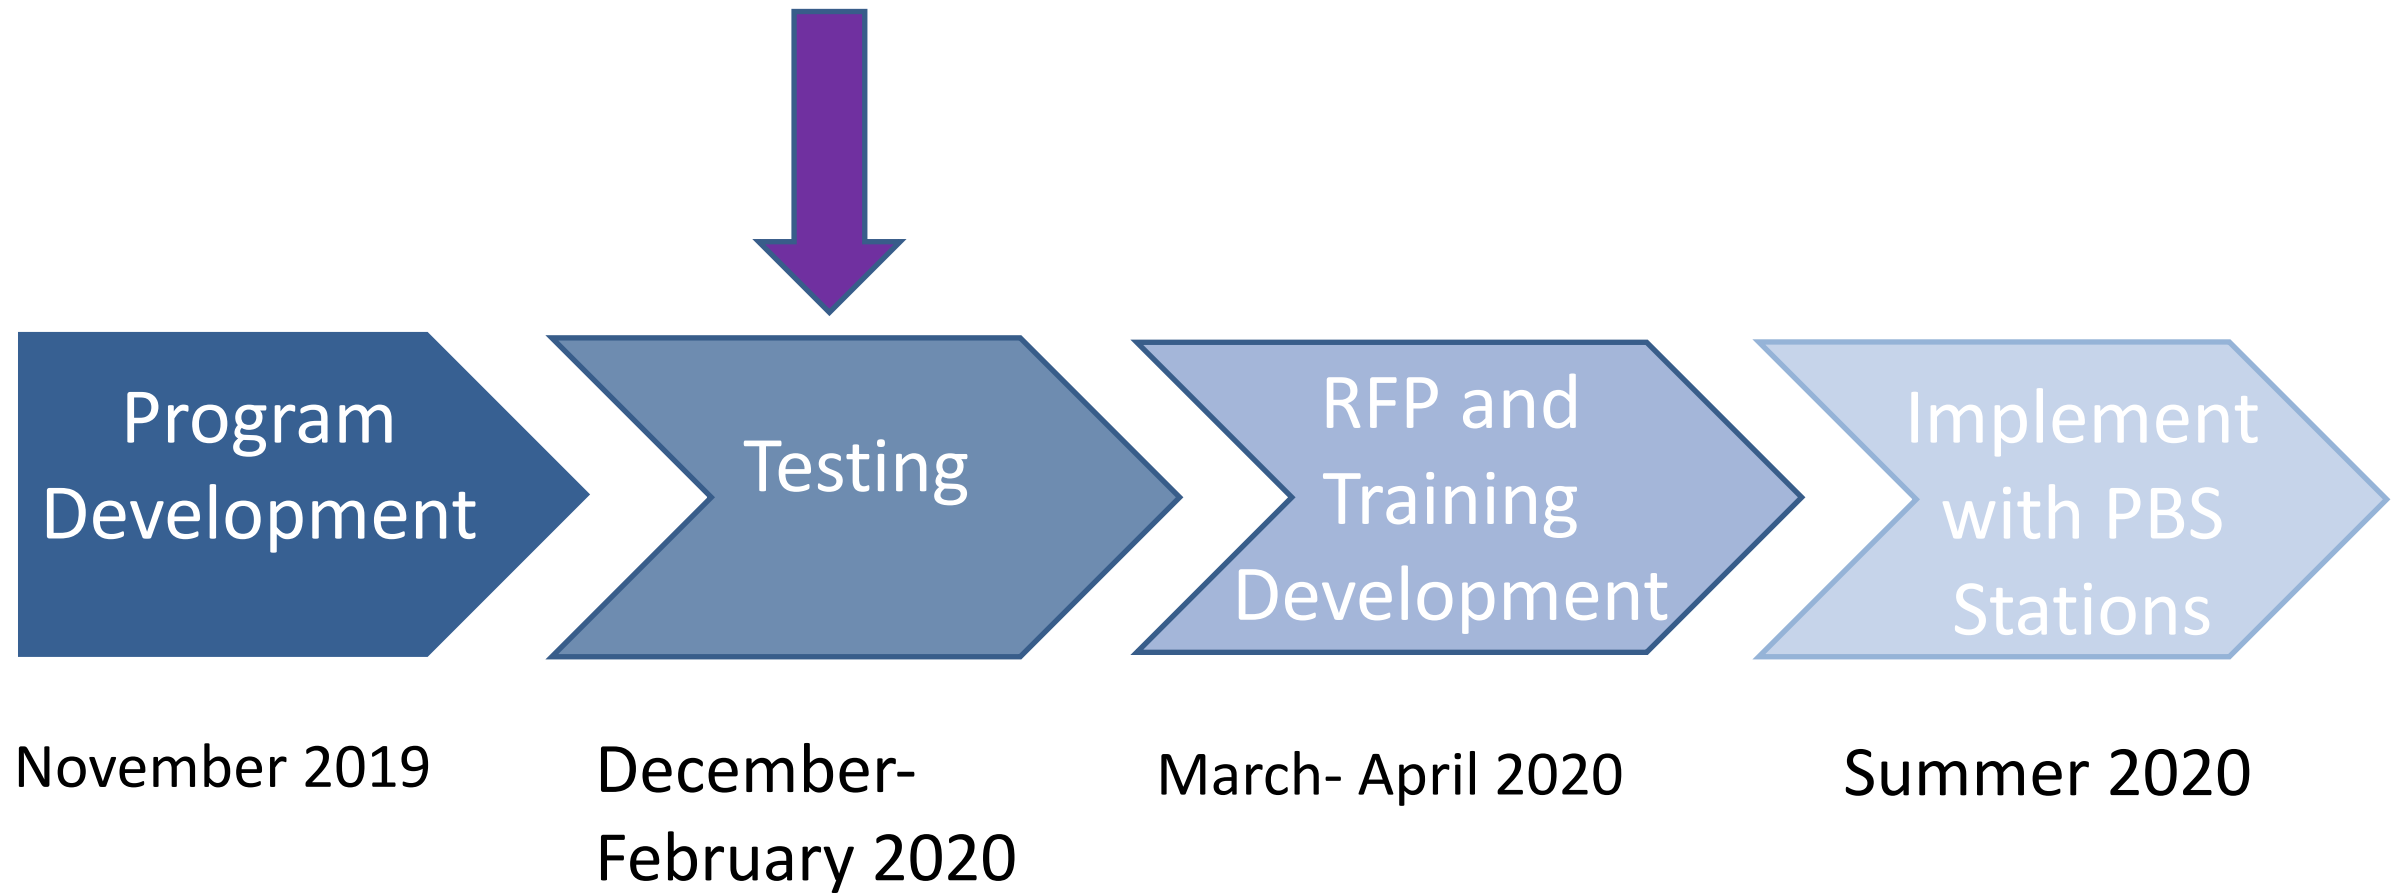 Program
Development
Testing
RFP and
Training
Development
Implement
with PBS
Stations
November 2019
December-
February 2020
March- April 2020
Summer 2020